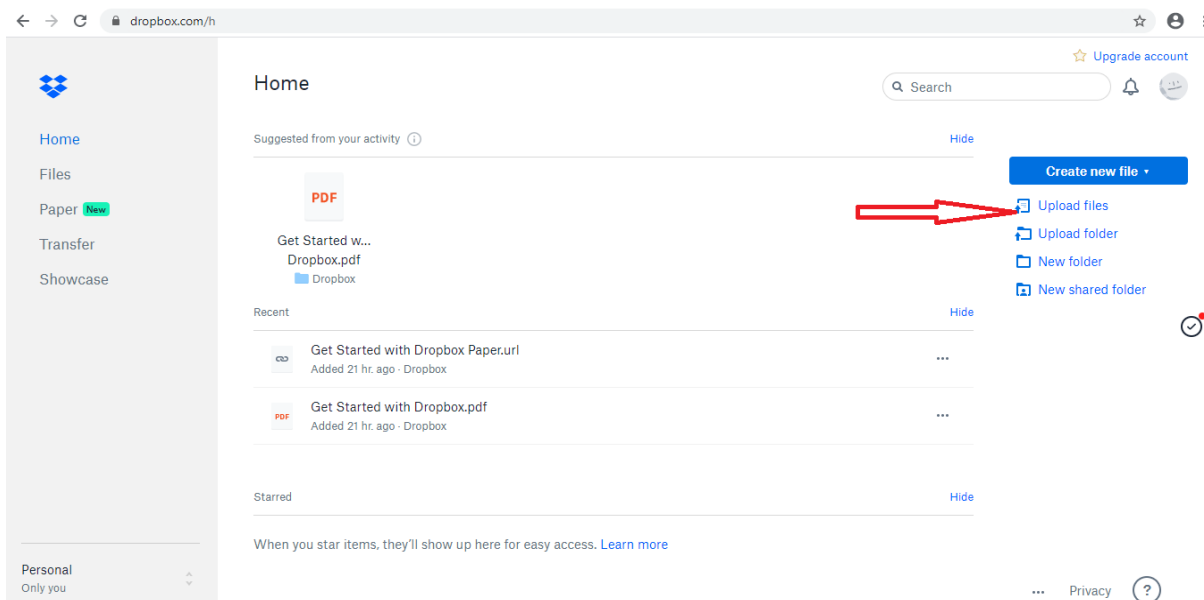 dropbox.com/h
Upgrade account
Home
Search
Home
Files
Paper New
Transfer
Showcase
Suggested from your activity
Hide
PDF
Get Started w...
Dropbox.pdf
Dropbox
Recent
Hide
Get Started with Dropbox Paper.url
Added 21 hr. ago · Dropbox
PDF
Get Started with Dropbox.pdf
Added 21 hr. ago · Dropbox
Starred
Hide
When you star items, they'll show up here for easy access. Learn more
Create new file
Upload files
Upload folder
New folder
New shared folder
Personal
Only you
Privacy
?